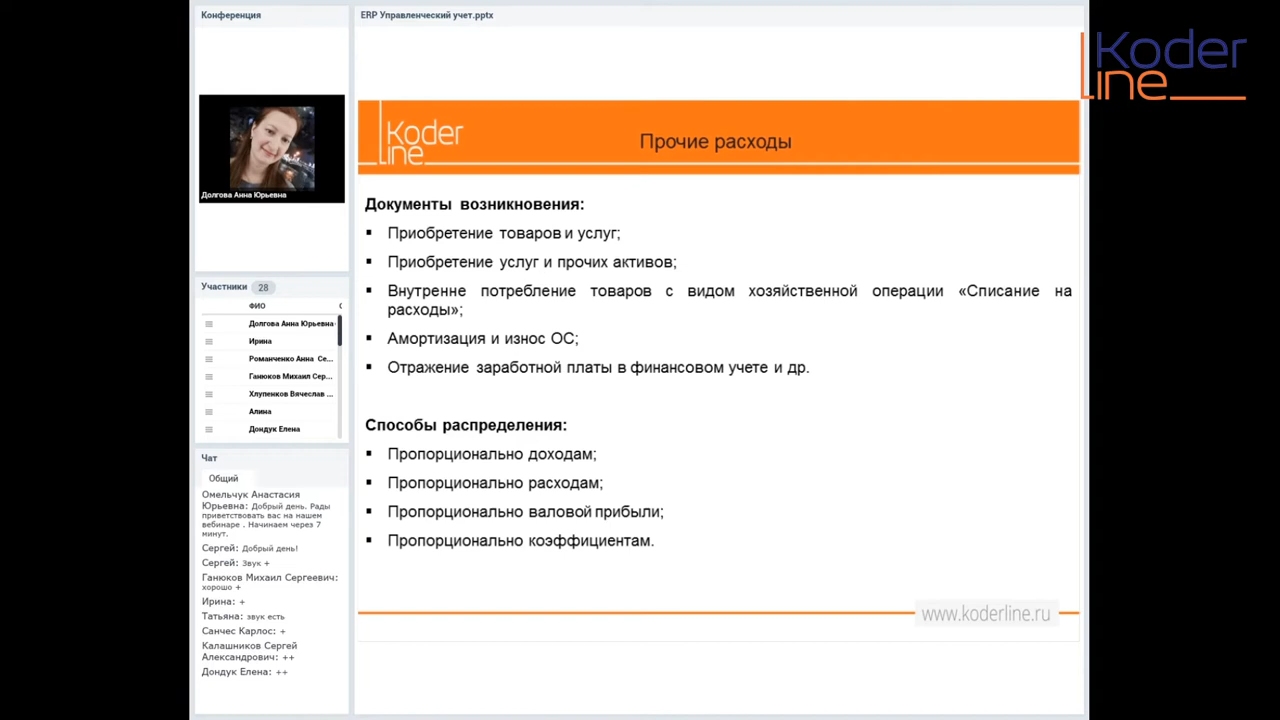 Конференция
ERP Управленческий учет.pptx
Koder
line
Долгова Анна Юрьевна
Участники 28
ФИО
Долгова Анна Юрьевна
Ирина
Романченко Анна Се...
Ганюков Михаил Сер...
Хлупенков Вячеслав ...
Алина
Дондук Елена
Чат
Общий
Омельчук Анастасия
Юрьевна: Добрый день. Рады
приветствовать вас на нашем
вебинаре . Начинаем через 7
минут.
Сергей: Добрый день!
Сергей: Звук +
Ганюков Михаил Сергеевич:
хорошо +
Ирина: +
Татьяна: звук есть
Санчес Карлос: +
Калашников Сергей
Александрович: ++
Дондук Елена: ++
Koder
line
Прочие расходы
Документы возникновения:
▪ Приобретение товаров и услуг;
▪ Приобретение услуг и прочих активов;
▪ Внутренне потребление товаров с видом хозяйственной операции «Списание на
расходы»;
▪ Амортизация и износ ОС;
▪ Отражение заработной платы в финансовом учете и др.
Способы распределения:
▪ Пропорционально доходам;
▪ Пропорционально расходам;
▪ Пропорционально валовой прибыли;
▪ Пропорционально коэффициентам.
www.koderline.ru